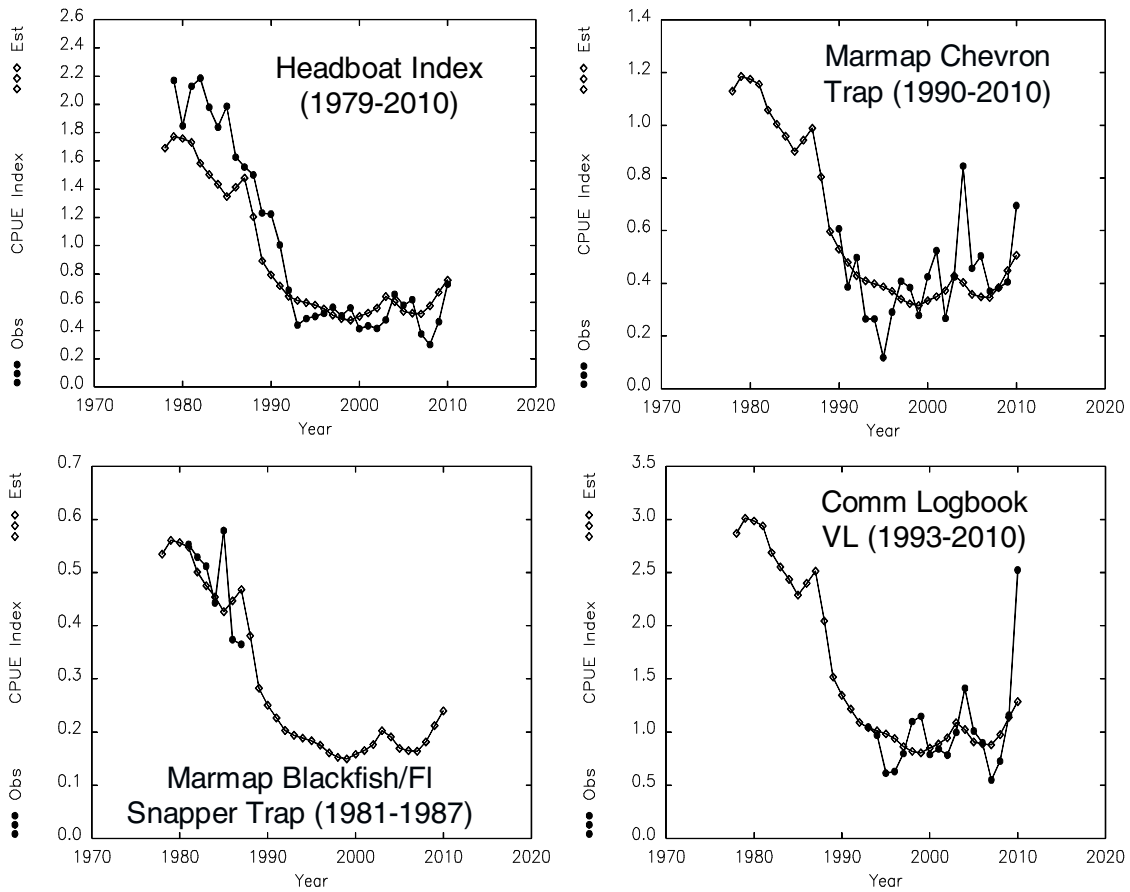 Headboat Index
(1979-2010)
2.6
2.4
2.2
2.0
1.8
1.6
1.4
1.2
1.0
0.8
0.6
0.4
0.2
0.0
1970 1980 1990 2000 2010 2020
Year
Obs CPUE Index Est
Marmap Chevron
Trap (1990-2010)
1.4
1.2
1.0
0.8
0.6
0.4
0.2
0.0
1970 1980 1990 2000 2010 2020
Year
Obs CPUE Index Est
0.7
0.6
0.5
0.4
0.3
0.2
0.1
0.0
Marmap Blackfish/Fl
Snapper Trap (1981-1987)
1970 1980 1990 2000 2010 2020
Year
Obs CPUE Index Est
Comm Logbook
VL (1993-2010)
3.5
3.0
2.5
2.0
1.5
1.0
0.5
0.0
1970 1980 1990 2000 2010 2020
Year
Obs CPUE Index Est